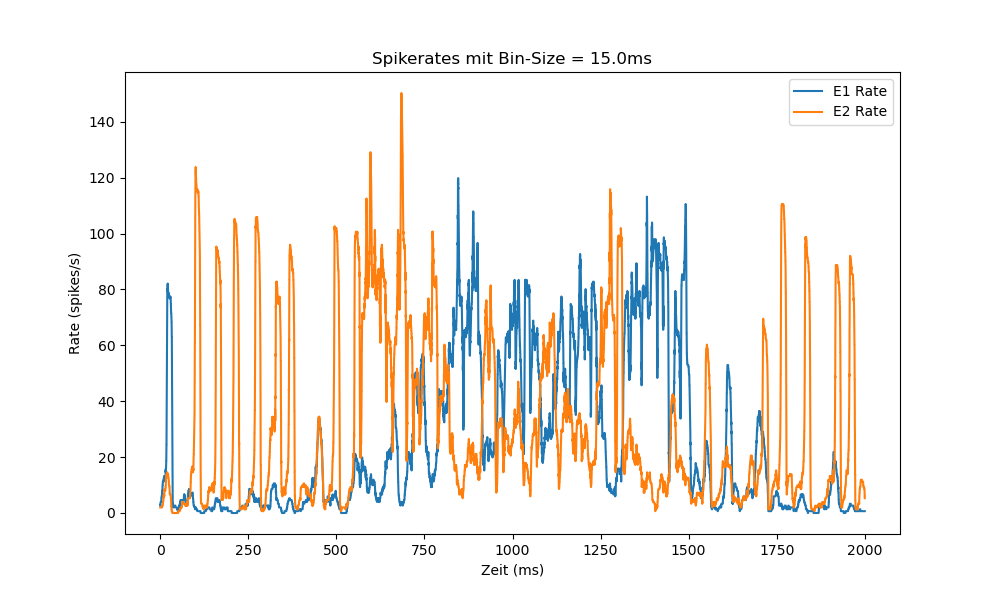 Spikerates mit Bin-Size = 15.0ms
E1 Rate
E2 Rate
Rate (spikes/s)
140
120
100
80
60
40
20
0
0 250 500 750 1000 1250 1500 1750 2000
Zeit (ms)